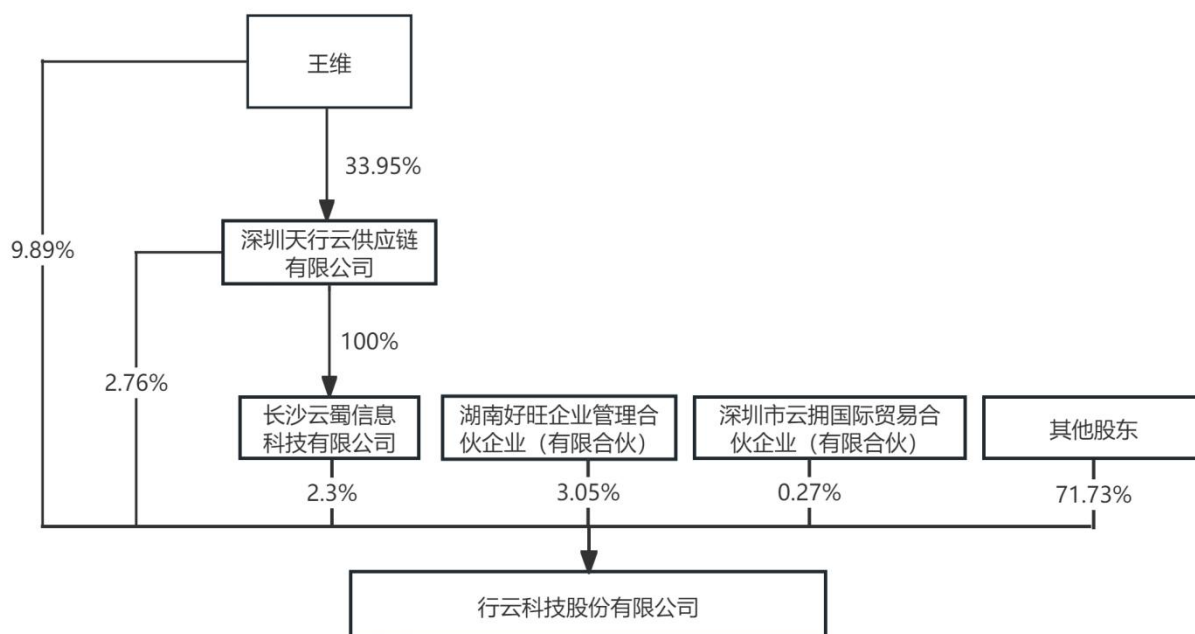 王维
33.95%
9.89%
深圳天行云供应链
有限公司
100%
2.76%
长沙云蜀信息
科技有限公司
湖南好旺企业管理合
伙企业（有限合伙）
深圳市云拥国际贸易合
伙企业（有限合伙）
其他股东
2.3%
3.05%
0.27%
71.73%
行云科技股份有限公司